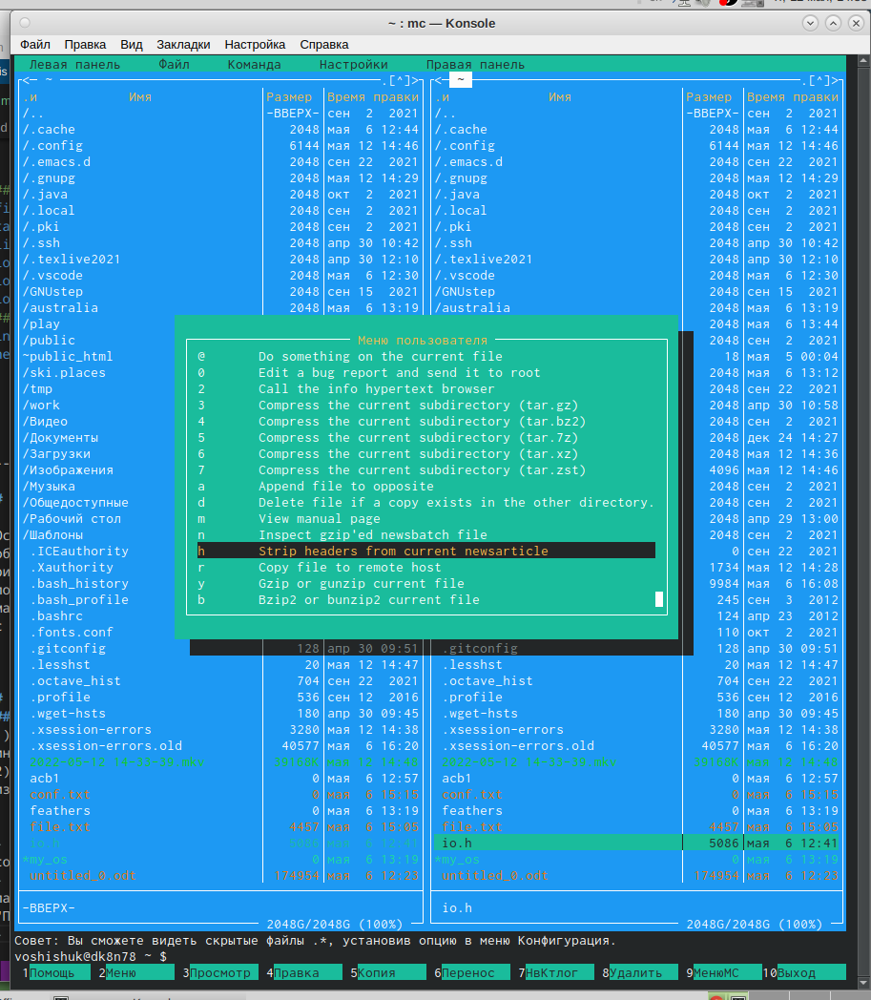 ~ : mc — Konsole
Файл Правка Вид Закладки Настройка Справка
Левая панель Файл Команда Настройки Правая панель
<─ ~ .[^]> <─ ~ .[^]>
.и Имя Размер Время правки .и Имя Размер Время правки
/.. -ВВЕРХ- сен 2 2021 /.. -ВВЕРХ- сен 2 2021
/.cache 2048 мая 6 12:44 /.cache 2048 мая 6 12:44
/.config 6144 мая 12 14:46 /.config 6144 мая 12 14:46
/.emacs.d 2048 сен 22 2021 /.emacs.d 2048 сен 22 2021
/.gnupg 2048 мая 12 14:29 /.gnupg 2048 мая 12 14:29
/.java 2048 окт 2 2021 /.java 2048 окт 2 2021
/.local 2048 сен 2 2021 /.local 2048 сен 2 2021
/.pki 2048 сен 2 2021 /.pki 2048 сен 2 2021
/.ssh 2048 апр 30 10:42 /.ssh 2048 апр 30 10:42
/.texlive2021 2048 апр 30 12:10 /.texlive2021 2048 апр 30 12:10
/.vscode 2048 мая 6 12:30 /.vscode 2048 мая 6 12:30
/GNUstep 2048 сен 15 2021 /GNUstep 2048 сен 15 2021
/australia 2048 мая 6 13:19 /australia 2048 мая 6 13:19
/play 2048 мая 6 13:44
/public Меню пользователя 2048 сен 2 2021
~public_html @ Do something on the current file 18 мая 5 00:04
/ski.places 0 Edit a bug report and send it to root 2048 мая 6 13:12
/tmp 2 Call the info hypertext browser 2048 сен 22 2021
/work 3 Compress the current subdirectory (tar.gz) 2048 апр 30 10:58
/Видео 4 Compress the current subdirectory (tar.bz2) 2048 сен 2 2021
/Документы 5 Compress the current subdirectory (tar.7z) 2048 дек 24 14:27
/Загрузки 6 Compress the current subdirectory (tar.xz) 2048 мая 12 14:36
/Изображения 7 Compress the current subdirectory (tar.zst) 4096 мая 12 14:46
/Музыка a Append file to opposite 2048 сен 2 2021
/Общедоступные d Delete file if a copy exists in the other directory. 2048 сен 2 2021
/Рабочий стол m View manual page 2048 апр 29 13:00
/Шаблоны n Inspect gzip'ed newsbatch file 2048 сен 2 2021
.ICEauthority h Strip headers from current newsarticle 0 сен 22 2021
.Xauthority r Copy file to remote host 1734 мая 12 14:28
.bash_history y Gzip or gunzip current file 9984 мая 6 16:08
.bash_profile b Bzip2 or bunzip2 current file 245 сен 3 2012
.bashrc 124 апр 23 2012
.fonts.conf 110 окт 2 2021
.gitconfig 128 апр 30 09:51 .gitconfig 128 апр 30 09:51
.lesshst 20 мая 12 14:47 .lesshst 20 мая 12 14:47
.octave_hist 704 сен 22 2021 .octave_hist 704 сен 22 2021
.profile 536 сен 12 2016 .profile 536 сен 12 2016
.wget-hsts 180 апр 30 09:45 .wget-hsts 180 апр 30 09:45
.xsession-errors 3280 мая 12 14:38 .xsession-errors 3280 мая 12 14:38
.xsession-errors.old 40577 мая 6 16:20 .xsession-errors.old 40577 мая 6 16:20
2022-05-12 14-33-39.mkv 39168K мая 12 14:40 2022-05-12 14-33-39.mkv 39168K мая 12 14:40
acb1 0 мая 6 12:57 acb1 0 мая 6 12:57
conf.txt 0 мая 6 15:15 conf.txt 0 мая 6 15:15
feathers 0 мая 6 13:19 feathers 0 мая 6 13:19
file.txt 4457 мая 6 15:05 file.txt 4457 мая 6 15:05
io.h 5086 мая 6 12:41 io.h 5086 мая 6 12:41
*my_os 0 мая 6 13:19 *my_os 0 мая 6 13:19
untitled_0.odt 174954 мая 6 12:23 untitled_0.odt 174954 мая 6 12:23
-ВВЕРХ- io.h
2048G/2048G (100%) 2048G/2048G (100%)
Совет: Вы сможете видеть скрытые файлы .*, установив опцию в меню Конфигурация.
voshishuk@dk8n78 ~ $
1Помощь 2Меню 3Просмотр 4Правка 5Копия 6Перенос 7НвКтлог 8Удалить 9МенюМС 10Выход